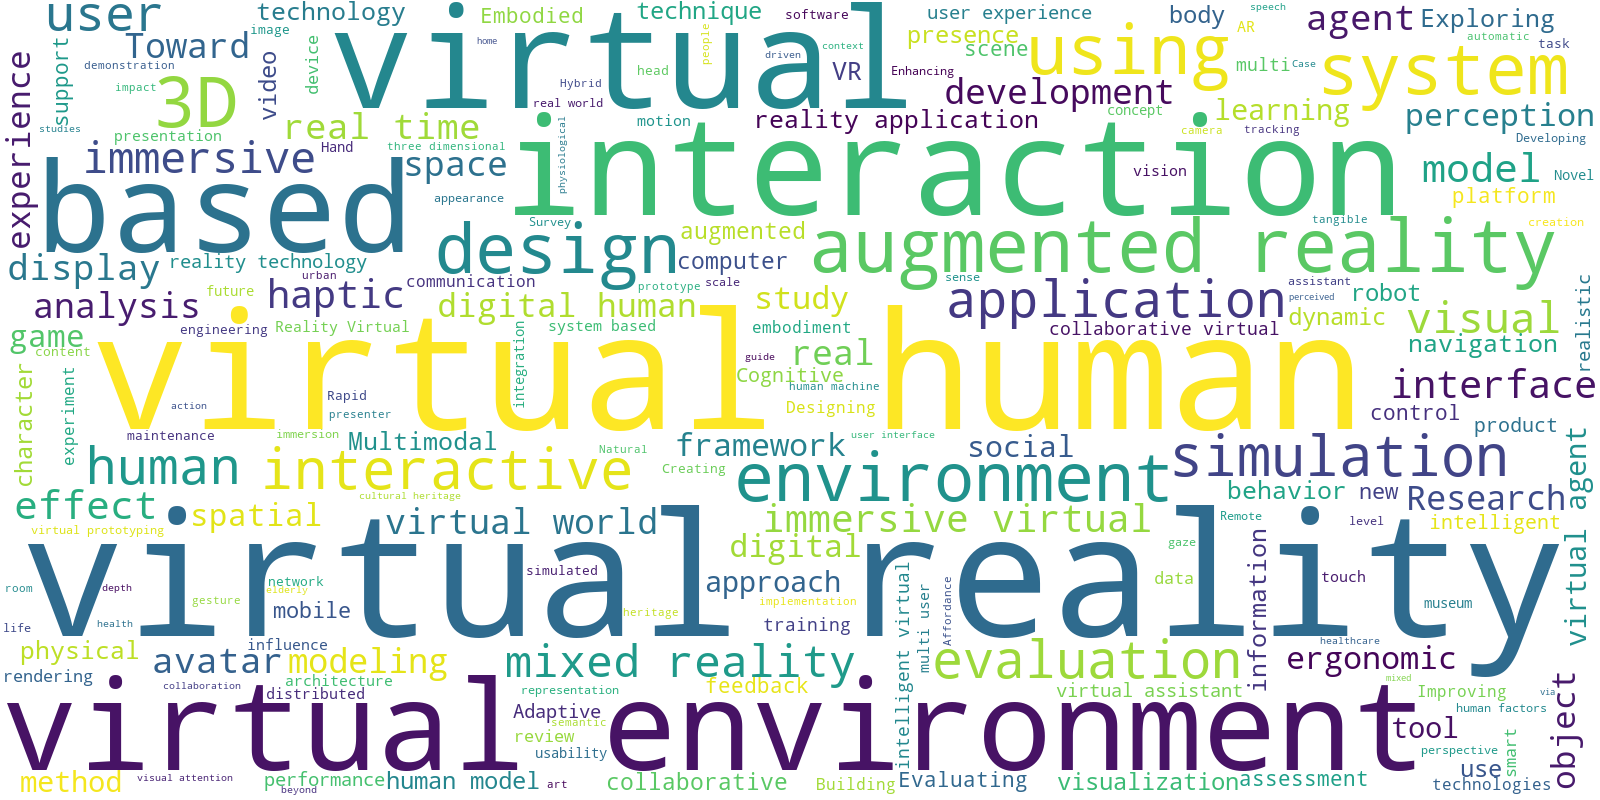 user
technology
virtual
Embodied
technique
software
user experience
body
speech
agent
Exploring
image
Toward
home
people
context
driven
presence
AR
automatic
task
using
scene
system
demonstration
support
video
device
head
VR
Enhancing
multi
Case
impact
3D
Hybrid
real world
development
learning
concept
perception
experience
studies
presentation
real time
motion
reality application
camera
tracking
Developing
immersive
Hand
three dimensional
physiological
interaction
space
vision
model
Novel
based
appearance
platform
Survey
design
augmented
augmented reality
tangible
creation
display
reality technology
computer
urban
communication
prototype
scale
sense
assistant
analysis
future
haptic
digital human
study
application
perceived
robot
realistic
game
engineering
Reality Virtual
integration
system based
embodiment
collaborative virtual
dynamic
visual
content
virtual human
real
guide
navigation
character
experiment
Cognitive
human machine
interface
Rapid
action
presenter
Designing
control
maintenance
immersion
Multimodal
Natural
framework
user interface
social
product
human
interactive
Creating
environment
simulation
virtual agent
cultural heritage
behavior
new
Research
effect
spatial
virtual world
immersive virtual
Remote
level
intelligent
virtual prototyping
virtual reality
digital
gaze
information
room
depth
network
elderly
simulated
approach
intelligent virtual
multi user
Affordance
data
touch
gesture
mobile
heritage
implementation
museum
life
health
training
physical
influence
healthcare
avatar
modeling
mixed reality
evaluation
ergonomic
rendering
architecture
collaboration
distributed
representation
feedback
virtual assistant
mixed
Improving
via
object
virtual environment
Adaptive
semantic
human factors
review
tool
usability
perspective
smart
method
visual attention
performance
beyond
human model
art
collaborative
Building
Evaluating
visualization
assessment
use
technologies